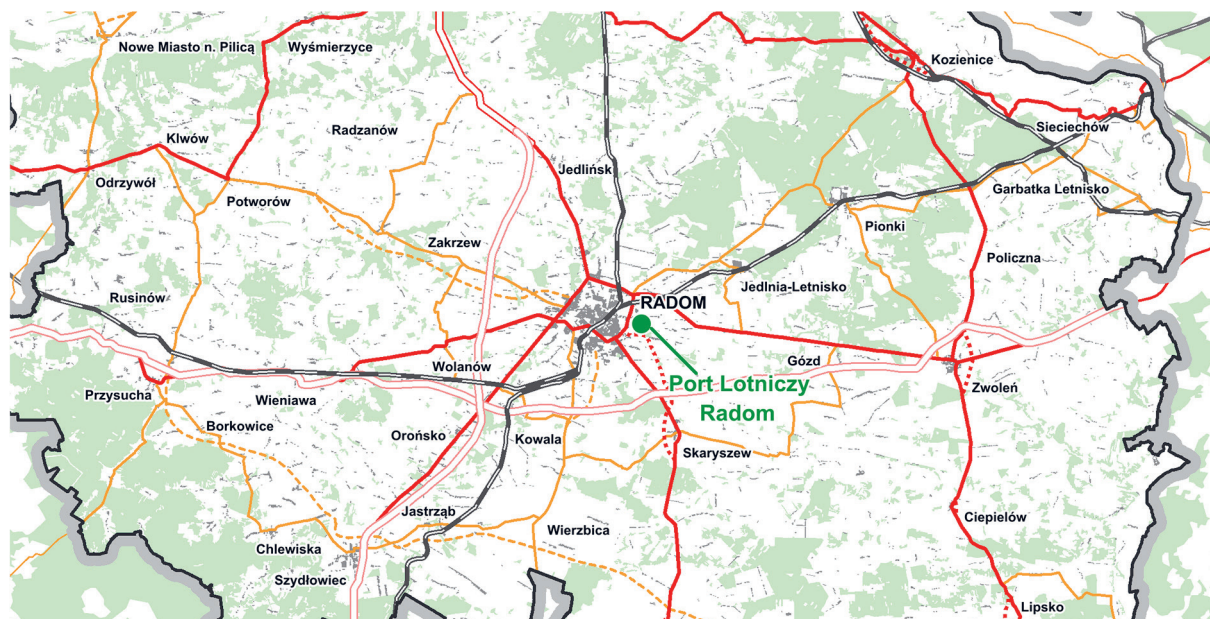 Nowe Miasto n. Pilicą
Wyśmierzyce
Kozienice
Radzanów
Sieciechów
Klwów
Jedlińsk
Odrzywół
Garbatka Letnisko
Potworów
Pionki
Zakrzew
Policzna
Jedlnia-Letnisko
Rusinów
RADOM
Gózd
Wolanów
Port Lotniczy
Radom
Zwoleń
Przysucha
Wieniawa
Borkowice
Orońsko
Kowala
Skaryszew
Jastrząb
Ciepielów
Wierzbica
Chlewiska
Szydłowiec
Lipsko